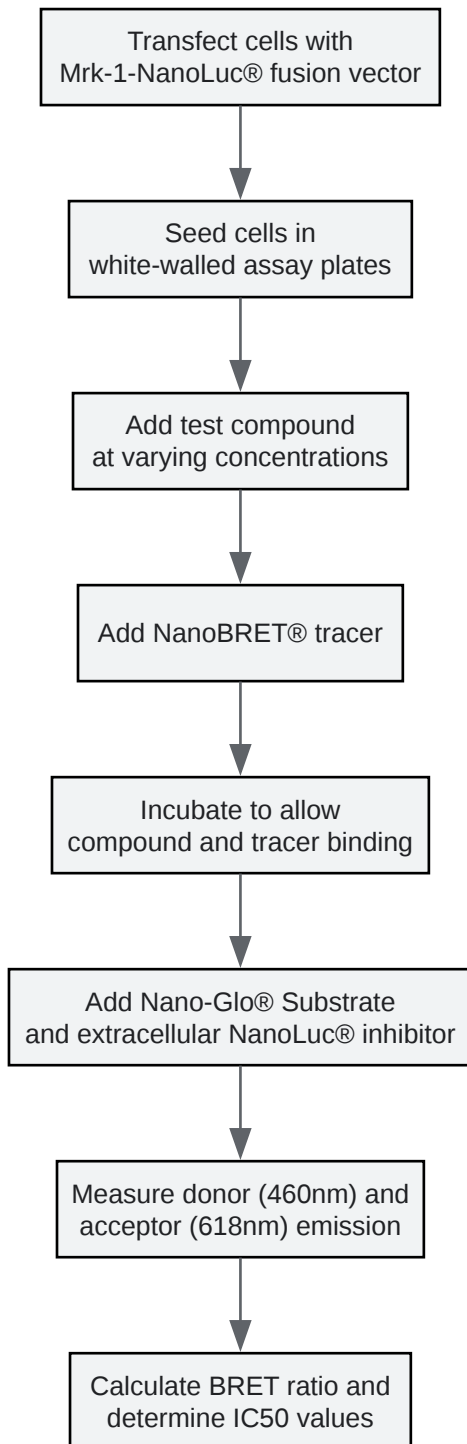 Transfect cells with
Mrk-1-NanoLuc® fusion vector
Seed cells in
white-walled assay plates
Add test compound
at varying concentrations
Add NanoBRET® tracer
Incubate to allow
compound and tracer binding
Add Nano-Glo® Substrate
and extracellular NanoLuc® inhibitor
Measure donor (460nm) and
acceptor (618nm) emission
Calculate BRET ratio and
determine IC50 values